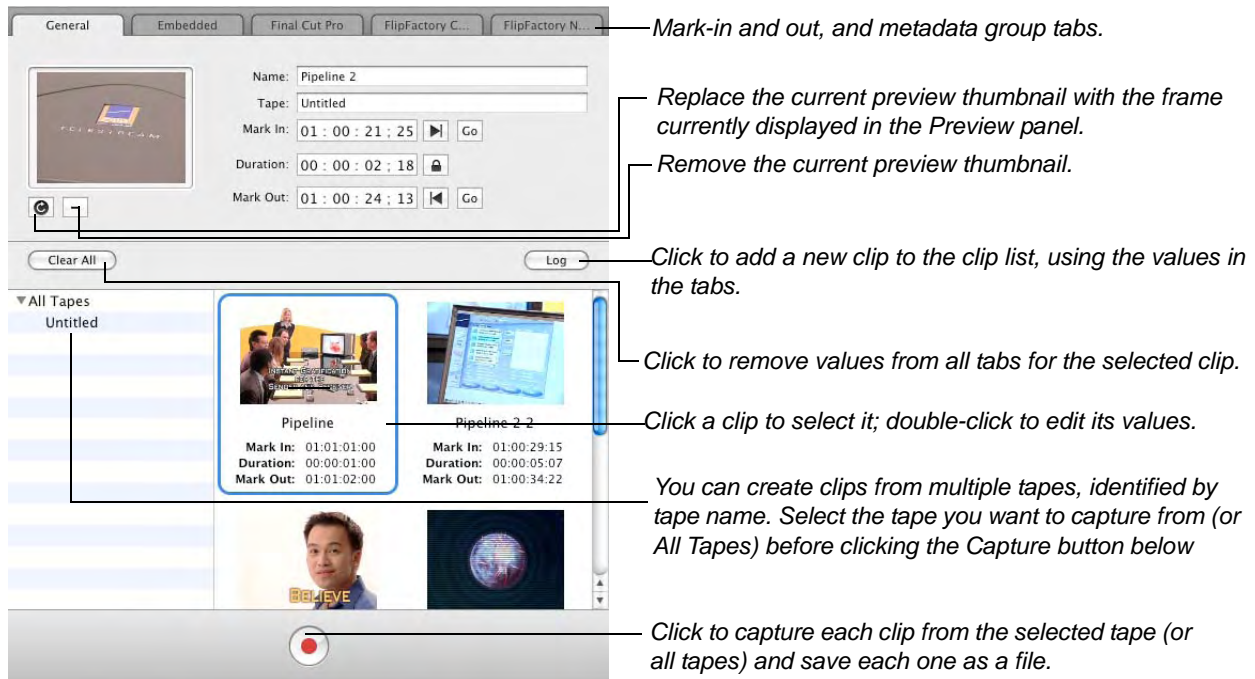 General
Embedded
Final Cut Pro
FlipFactory C...
FlipFactory N...
Mark-in and out, and metadata group tabs.
TELESTREAM
Name: Pipeline 2
Tape: Untitled
Mark In: 01 : 00 : 21 ; 25 Go
Duration: 00 : 00 : 02 ; 18
Mark Out: 01 : 00 : 24 ; 13 Go
Replace the current preview thumbnail with the frame
currently displayed in the Preview panel.
Remove the current preview thumbnail.
Clear All
Log
Click to add a new clip to the clip list, using the values in
the tabs.
All Tapes
Untitled
Click to remove values from all tabs for the selected clip.
INSTANT GRATIFICATION
FOR THE
Pipeline
Mark In: 01:01:01:00
Duration: 00:00:01:00
Mark Out: 01:01:02:00
Pipeline 2-2
Mark In: 01:00:29:15
Duration: 00:00:05:07
Mark Out: 01:00:34:22
Click a clip to select it; double-click to edit its values.
You can create clips from multiple tapes, identified by
tape name. Select the tape you want to capture from (or
All Tapes) before clicking the Capture button below
BELIEVE
Click to capture each clip from the selected tape (or
all tapes) and save each one as a file.